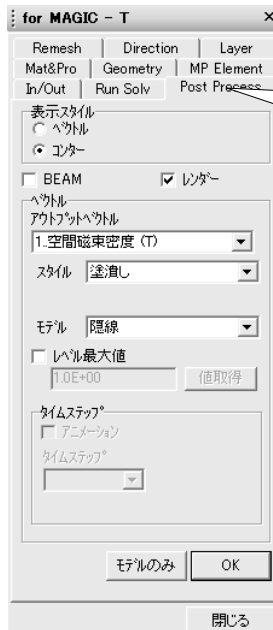 for MAGIC - T ×
Remesh Direction Layer
Mat&Pro Geometry MP Element
In/Out Run Solv Post Process
表示スタイル
ベクトル
コンター
BEAM レンダー
ベクトル
アウトプットベクトル
1..空間磁束密度 (T)
スタイル 塗潰し
モデル 陰線
レベル最大値
1.0E+00 値取得
タイムステップ
アニメーション
タイムステップ
モデルのみ OK
閉じる